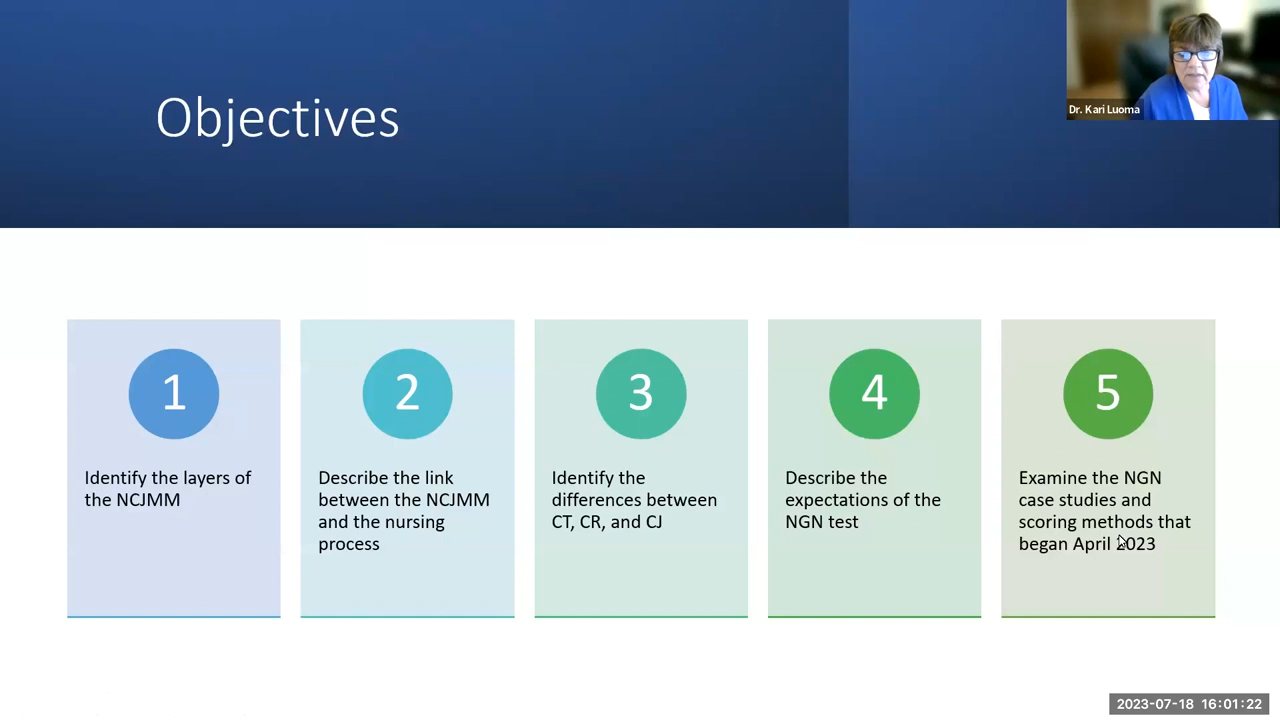 Objectives
Dr. Kari Luoma
1
Identify the layers of
the NCJMM
2
Describe the link
between the NCJMM
and the nursing
process
3
Identify the
differences between
CT, CR, and CJ
4
Describe the
expectations of the
NGN test
5
Examine the NGN
case studies and
scoring methods that
began April 2023
2023-07-18 16:01:22